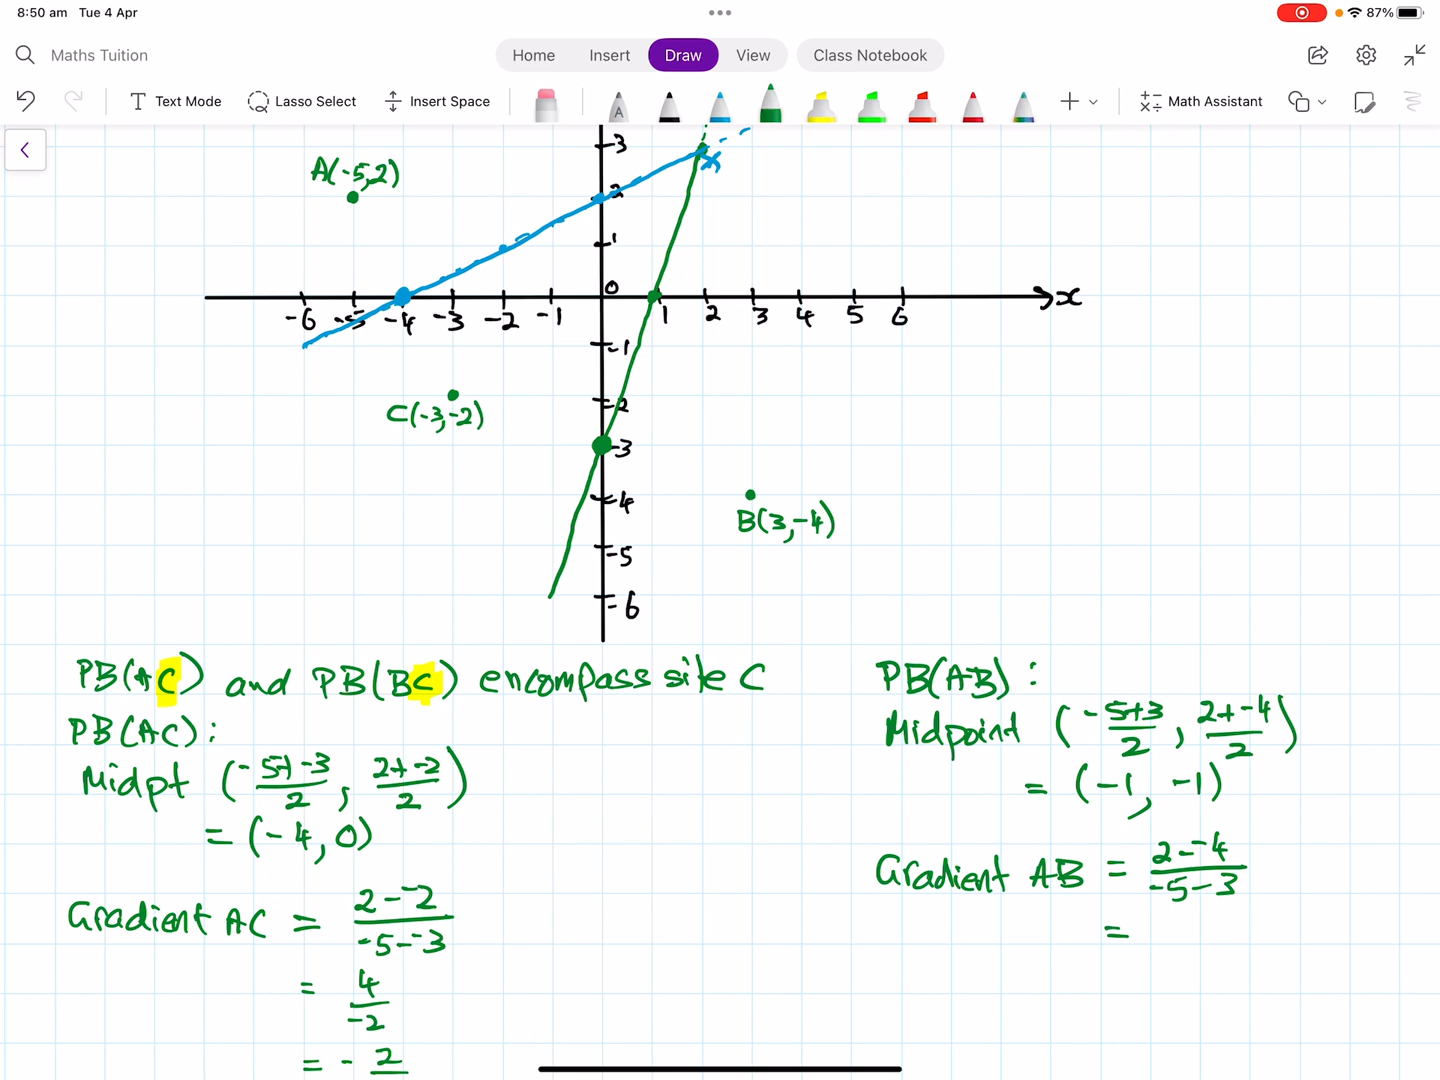 8:50 am Tue 4 Apr
87%
Maths Tuition
Home Insert Draw View Class Notebook
Text Mode Lasso Select Insert Space Math Assistant
A(-5,2)
3
2
1
0
x
-6 -5 -4 -3 -2 -1 1 2 3 4 5 6
-1
-2
-3
-4
-5
-6
C(-3,-2)
B(3,-4)
PB(AC) and PB(BC) encompass site C
PB(AC):
Midpt (-5+-3/2, 2+-2/2)
= (-4, 0)
Gradient AC = 2--2/-5--3
= 4/-2
= - 2
PB(AB):
Midpoint (-5+3/2, 2+-4/2)
= (-1, -1)
Gradient AB = 2--4/-5-3
=